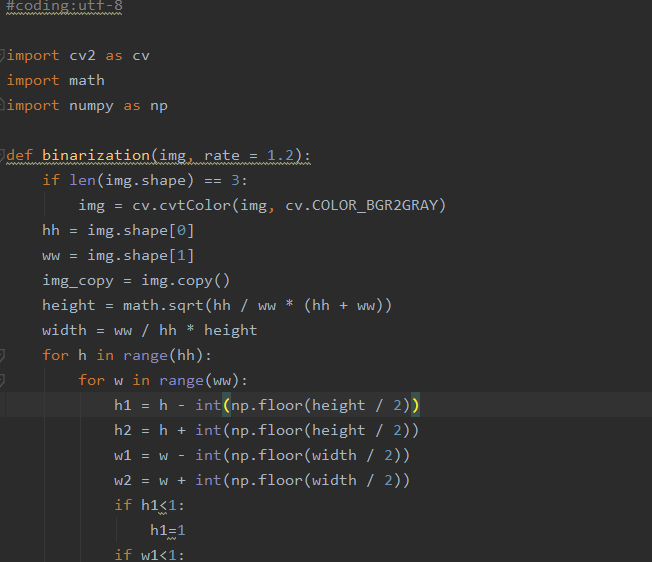 #coding:utf-8
import cv2 as cv
import math
import numpy as np
def binarization(img, rate = 1.2):
    if len(img.shape) == 3:
        img = cv.cvtColor(img, cv.COLOR_BGR2GRAY)
    hh = img.shape[0]
    ww = img.shape[1]
    img_copy = img.copy()
    height = math.sqrt(hh / ww * (hh + ww))
    width = ww / hh * height
    for h in range(hh):
        for w in range(ww):
            h1 = h - int(np.floor(height / 2))
            h2 = h + int(np.floor(height / 2))
            w1 = w - int(np.floor(width / 2))
            w2 = w + int(np.floor(width / 2))
            if h1<1:
                h1=1
            if w1<1: